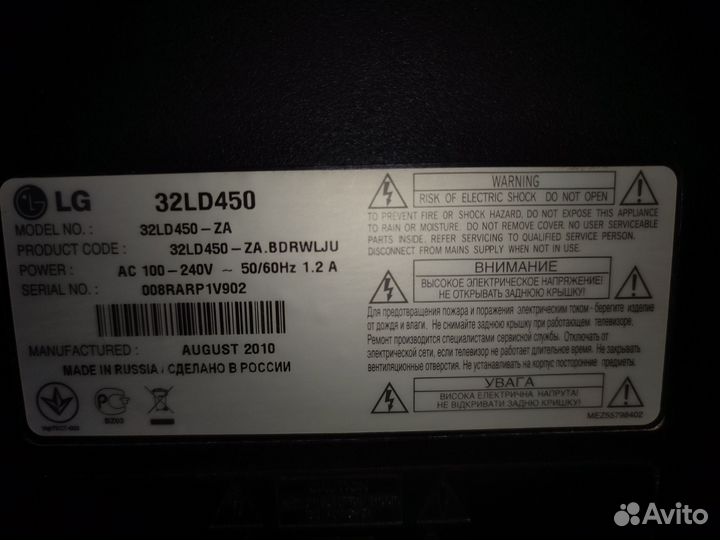 LG 32LD450
MODEL NO. : 32LD450-ZA
PRODUCT CODE : 32LD450-ZA.BDRWLJU
POWER : AC 100-240V ~ 50/60Hz 1.2 A
SERIAL NO. : 008RARP1V902
MANUFACTURED : AUGUST 2010
MADE IN RUSSIA / СДЕЛАНО В РОССИИ
WARNING
RISK OF ELECTRIC SHOCK DO NOT OPEN
TO PREVENT FIRE OR SHOCK HAZARD, DO NOT EXPOSE THIS APPLIANCE
TO RAIN OR MOISTURE. DO NOT REMOVE COVER. NO USER SERVICEABLE
PARTS INSIDE. REFER SERVICING TO QUALIFIED SERVICE PERSONNEL.
DISCONNECT FROM MAINS SUPPLY WHEN NOT IN USE.
ВНИМАНИЕ
ВЫСОКОЕ ЭЛЕКТРИЧЕСКОЕ НАПРЯЖЕНИЕ!
НЕ ОТКРЫВАТЬ ЗАДНЮЮ КРЫШКУ!
Для предотвращения пожара и поражения электрическим током- берегите изделие
от дождя и влаги. Не снимайте заднюю крышку при работающем телевизоре.
Ремонт производится специалистами сервисной службы. Отключить от
электрической сети, если телевизор не работает длительное время. Не закрывать
вентиляционные отверстия. Не устанавливать на корпус посторонние предметы.
УВАГА
ВИСОКА ЕЛЕКТРИЧНА НАПРУГА!
НЕ ВІДКРИВАТИ ЗАДНЮ КРИШКУ!
MEZ55798402
CAUTION
Avito